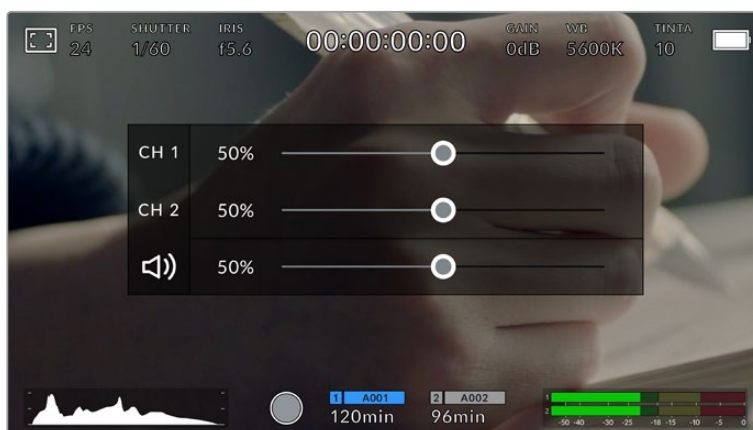 FPS SHUTTER IRIS 00:00:00:00 GAIN WB TINTA
24 1/60 f5.6 0dB 5600K 10
CH 1 50%
CH 2 50%
50%
1 A001 2 A002
120min 96min
1
2
-50 -40 -30 -25 -18 -15 -10 -5 0